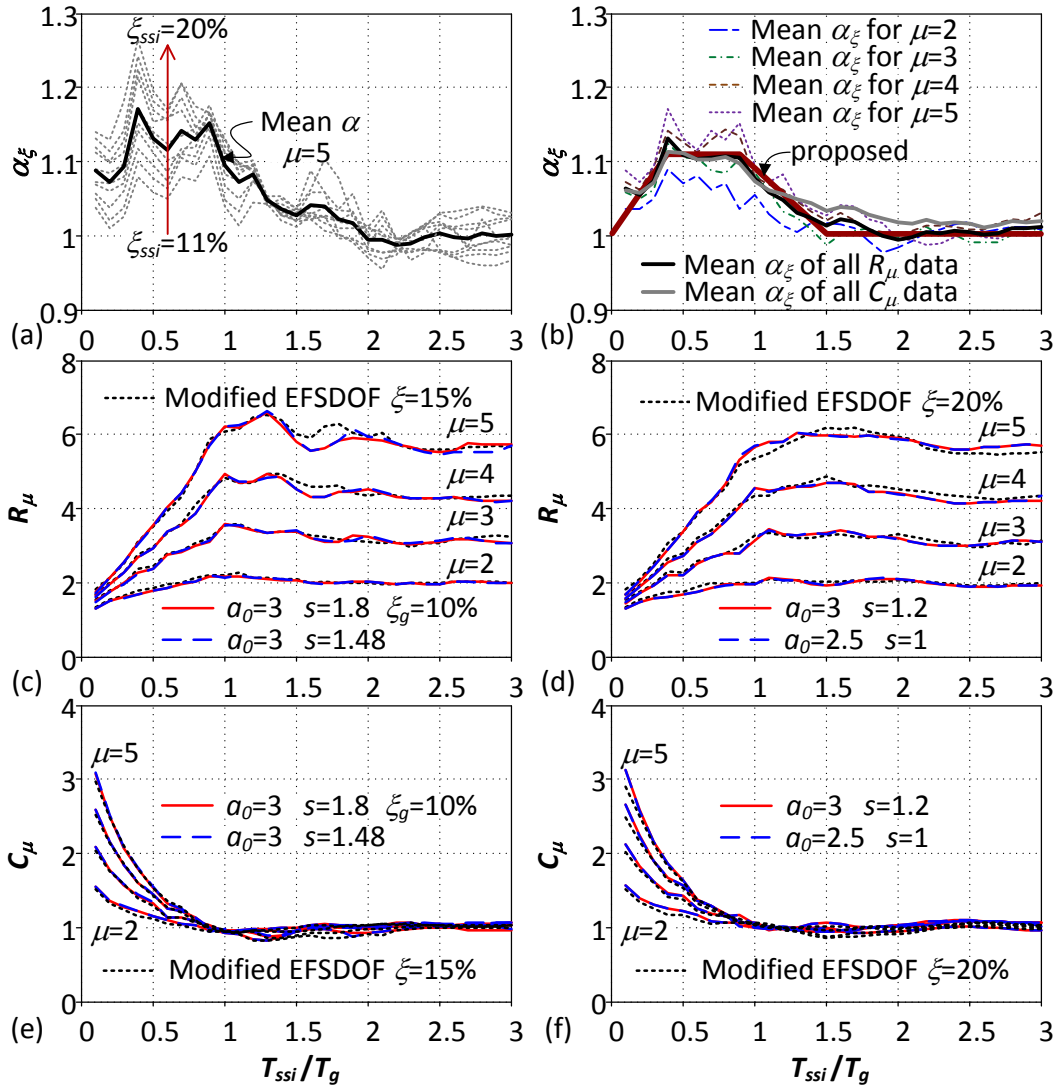 1.3
1.2
1.1
1
0.9
αξ
ξssi=20%
Mean α
μ=5
ξssi=11%
(a)
0 0.5 1 1.5 2 2.5 3
1.3
1.2
1.1
1
0.9
αξ
Mean αξ for μ=2
Mean αξ for μ=3
Mean αξ for μ=4
Mean αξ for μ=5
proposed
Mean αξ of all Rμ data
Mean αξ of all Cμ data
(b)
0 0.5 1 1.5 2 2.5 3
8
6
4
2
0
Rμ
Modified EFSDOF ξ=15%
μ=5
μ=4
μ=3
μ=2
a0=3 s=1.8 ξg=10%
a0=3 s=1.48
(c)
0 0.5 1 1.5 2 2.5 3
8
6
4
2
0
Rμ
Modified EFSDOF ξ=20%
μ=5
μ=4
μ=3
μ=2
a0=3 s=1.2
a0=2.5 s=1
(d)
0 0.5 1 1.5 2 2.5 3
4
3
2
1
0
Cμ
μ=5
a0=3 s=1.8 ξg=10%
a0=3 s=1.48
μ=2
Modified EFSDOF ξ=15%
(e)
0 0.5 1 1.5 2 2.5 3
Tssi/Tg
4
3
2
1
0
Cμ
μ=5
a0=3 s=1.2
a0=2.5 s=1
μ=2
Modified EFSDOF ξ=20%
(f)
0 0.5 1 1.5 2 2.5 3
Tssi/Tg